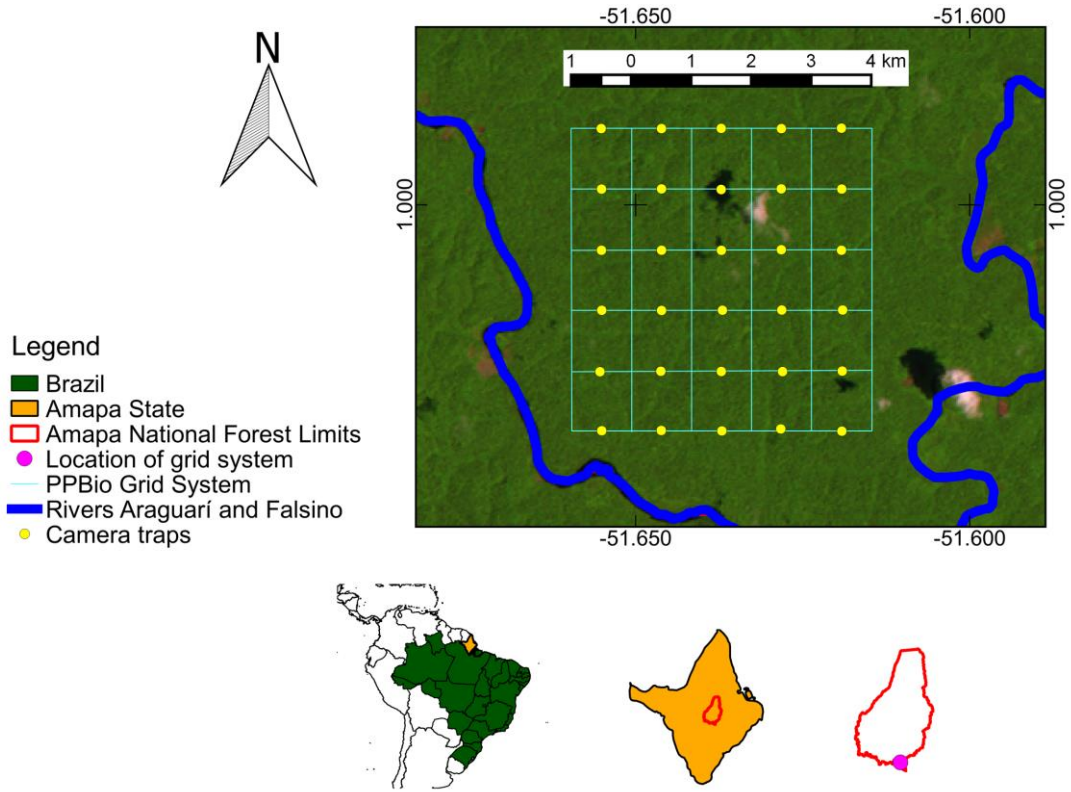 -51.650 -51.600
N
1 0 1 2 3 4 km
1.000 1.000
Legend
Brazil
Amapa State
Amapa National Forest Limits
Location of grid system
PPBio Grid System
Rivers Araguarí and Falsino
Camera traps
-51.650 -51.600